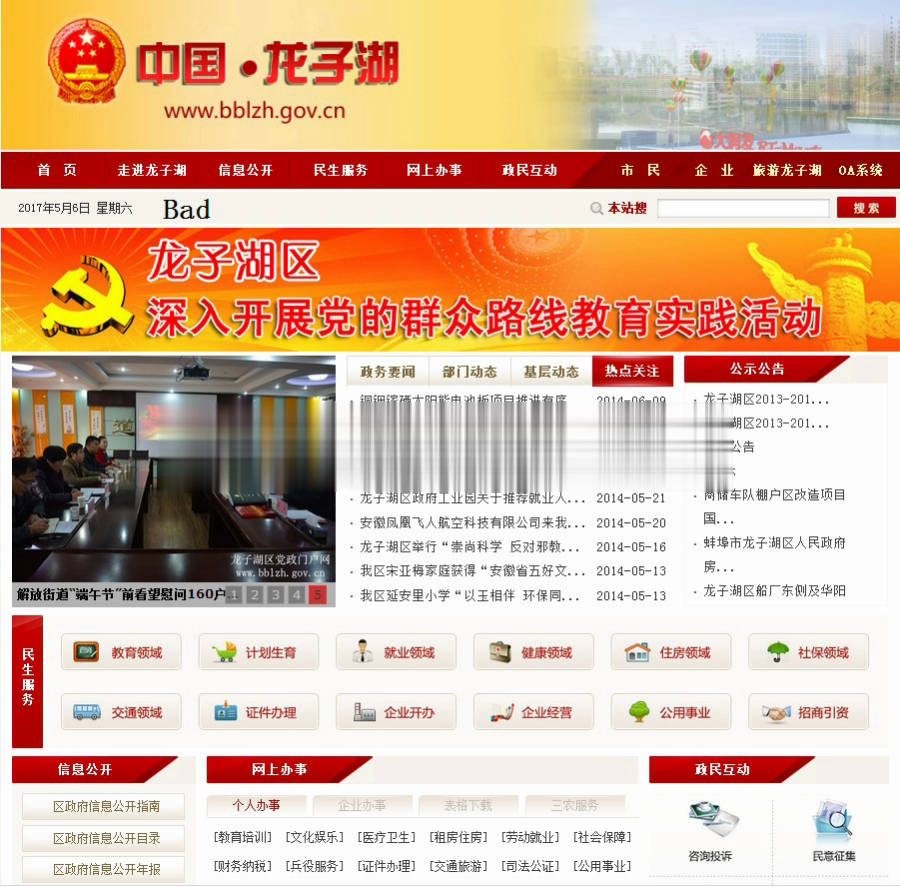 中国·龙子湖
www.bblzh.gov.cn
首 页 走进龙子湖 信息公开 民生服务 网上办事 政民互动 市 民 企 业 旅游龙子湖 OA系统
2017年5月6日 星期六 Bad 本站搜 搜 索
龙子湖区
深入开展党的群众路线教育实践活动
政务要闻 部门动态 基层动态 热点关注
2014-06-09
· 龙子湖区政府工业园关于推荐就业人... 2014-05-21
· 安徽凤凰飞人航空科技有限公司来我... 2014-05-20
· 龙子湖区举行“崇尚科学 反对邪教... 2014-05-16
· 我区宋亚梅家庭获得“安徽省五好文... 2014-05-13
· 我区延安里小学“以玉相伴 环保同... 2014-05-13
公示公告
· 龙子湖区2013-201...
湖区2013-201...
公告
· 商储车队棚户区改造项目
国...
· 蚌埠市龙子湖区人民政府
房...
· 龙子湖区船厂东侧及华阳
龙子湖区党政门户网
www.bblzh.gov.cn
解放街道“端午节”前看望慰问160户 1 2 3 4 5
民生服务
教育领域 计划生育 就业领域 健康领域 住房领域 社保领域
交通领域 证件办理 企业开办 企业经营 公用事业 招商引资
信息公开
区政府信息公开指南
区政府信息公开目录
区政府信息公开年报
网上办事
个人办事 企业办事 表格下载 三农服务
[教育培训] [文化娱乐] [医疗卫生] [租房住房] [劳动就业] [社会保障]
[财务纳税] [兵役服务] [证件办理] [交通旅游] [司法公证] [公用事业]
政民互动
咨询投诉 民意征集